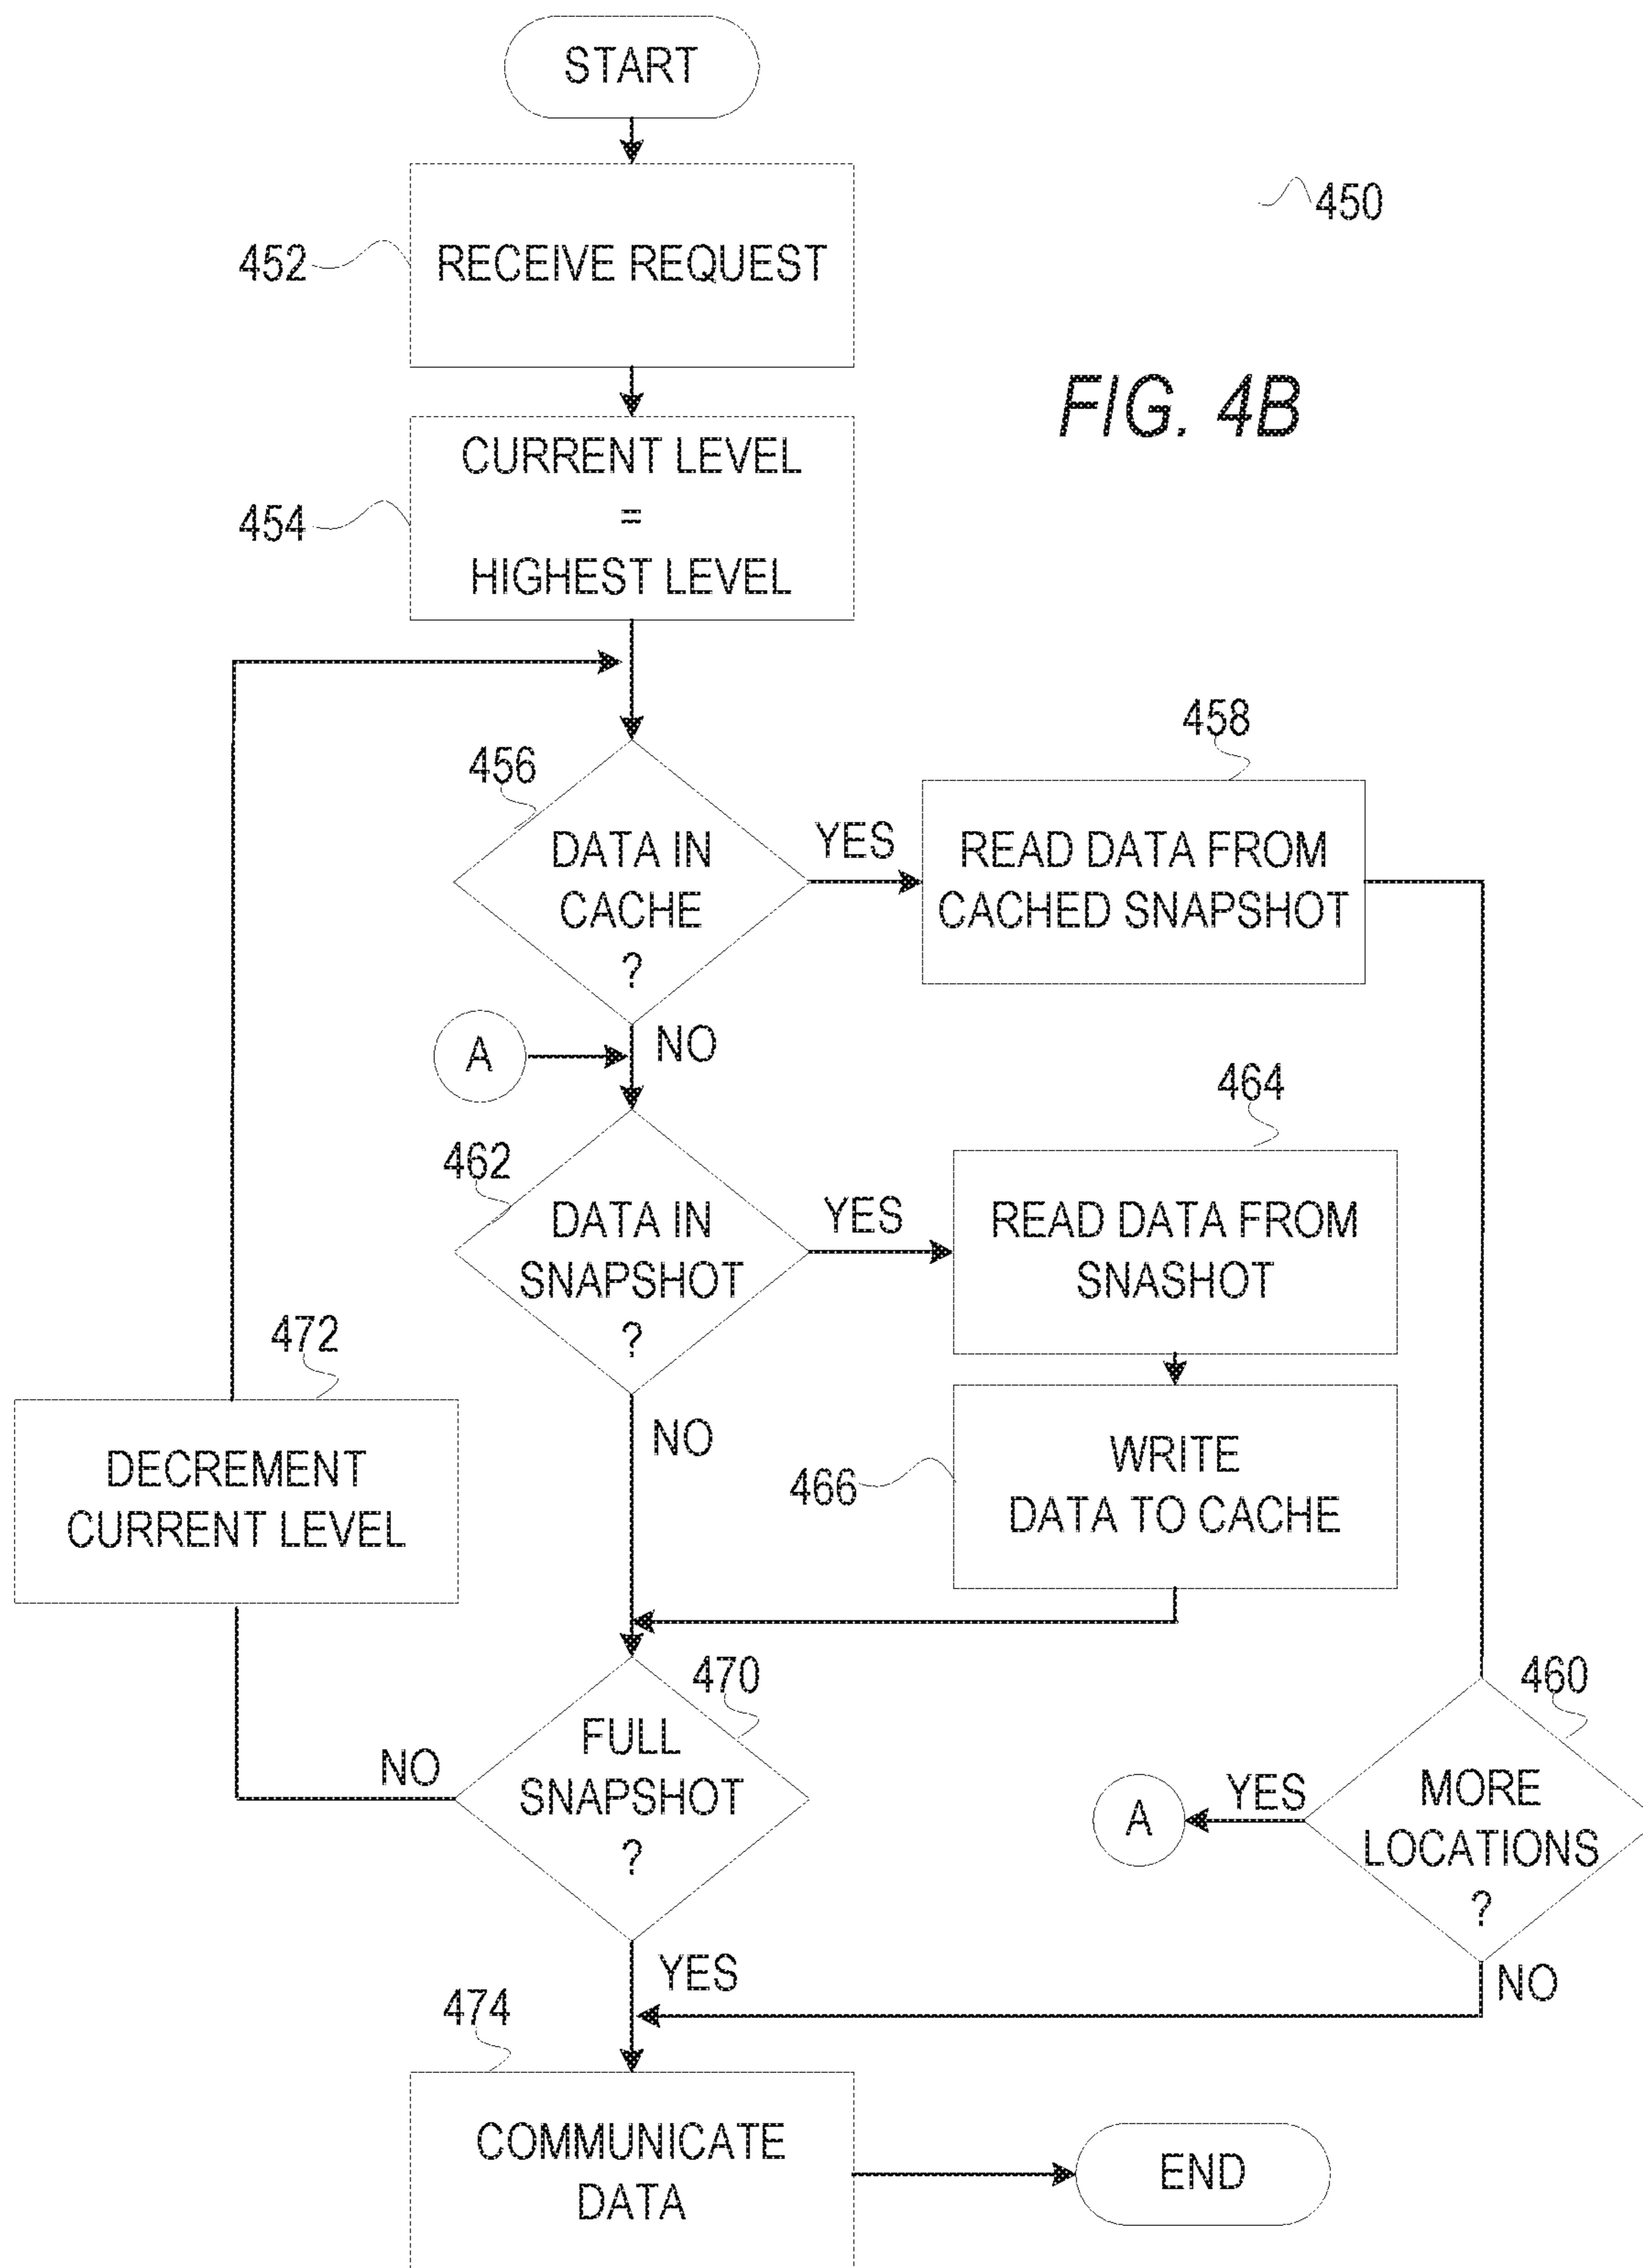 START
450
452
RECEIVE REQUEST
FIG. 4B
CURRENT LEVEL
=
HIGHEST LEVEL
454
458
456
DATA IN
CACHE
?
YES
READ DATA FROM
CACHED SNAPSHOT
A
NO
464
462
DATA IN
SNAPSHOT
?
YES
READ DATA FROM
SNASHOT
472
NO
DECREMENT
CURRENT LEVEL
466
WRITE
DATA TO CACHE
470
460
FULL
SNAPSHOT
?
NO
A
YES
MORE
LOCATIONS
?
YES
NO
474
COMMUNICATE
DATA
END